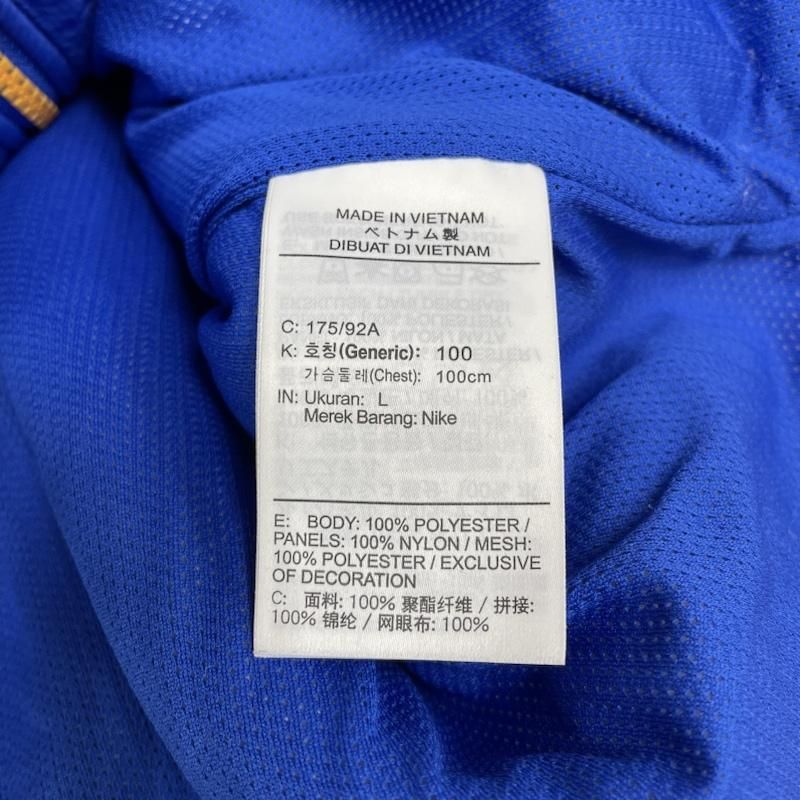 MADE IN VIETNAM
ベトナム製
DIBUAT DI VIETNAM
C: 175/92A
K: 호칭(Generic): 100
가슴둘레(Chest): 100cm
IN: Ukuran: L
Merek Barang: Nike
E: BODY: 100% POLYESTER /
PANELS: 100% NYLON / MESH:
100% POLYESTER / EXCLUSIVE
OF DECORATION
C: 面料: 100% 聚酯纤维 / 拼接:
100% 锦纶 / 网眼布: 100%